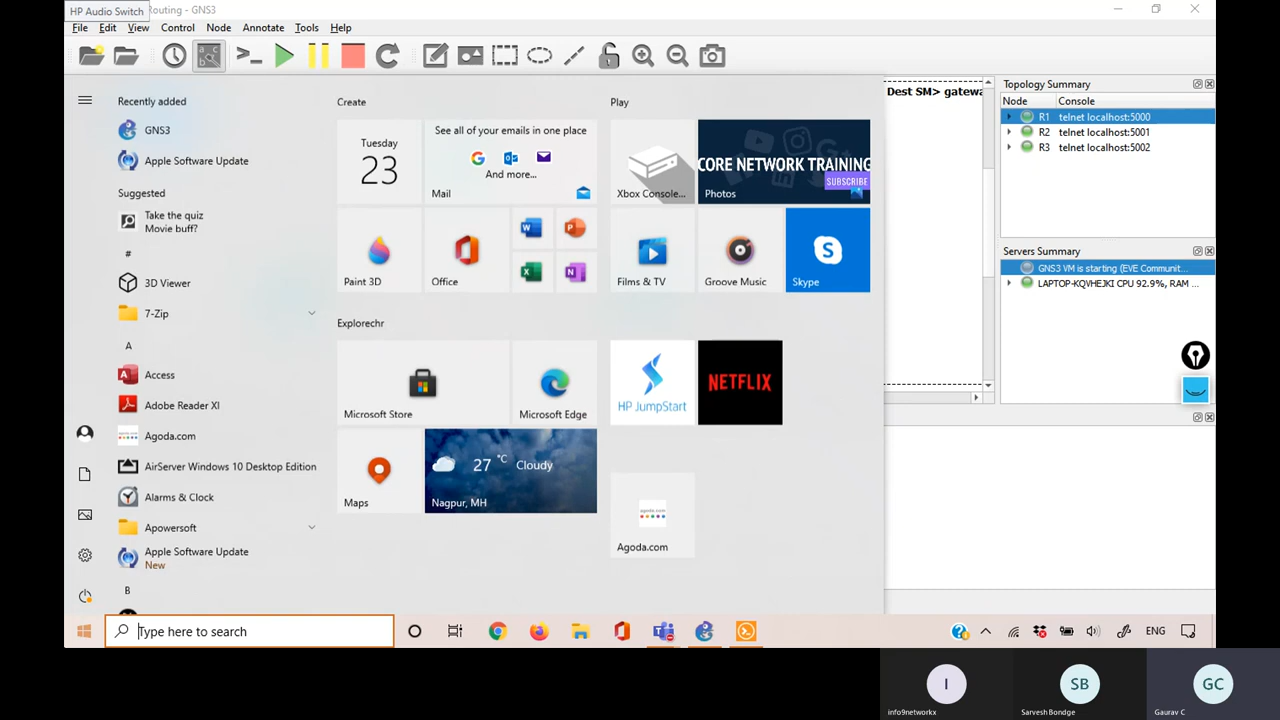 HP Audio Switch
Routing - GNS3
File Edit View Control Node Annotate Tools Help
Recently added
GNS3
Apple Software Update
Suggested
Take the quiz
Movie buff?
#
3D Viewer
7-Zip
A
Access
Adobe Reader XI
Agoda.com
AirServer Windows 10 Desktop Edition
Alarms & Clock
Apowersoft
Apple Software Update
New
B
Create
Tuesday
23
See all of your emails in one place
And more...
Mail
Paint 3D
Office
Explorechr
Microsoft Store
Microsoft Edge
Maps
27 °C Cloudy
Nagpur, MH
Play
Xbox Console...
CORE NETWORK TRAINING
SUBSCRIBE
Photos
Films & TV
Groove Music
Skype
HP JumpStart
NETFLIX
agoda.com
Agoda.com
Dest SM> gatewa
Topology Summary
Node Console
R1 telnet localhost:5000
R2 telnet localhost:5001
R3 telnet localhost:5002
Servers Summary
GNS3 VM is starting (EVE Communit...
LAPTOP-KQVHEJKI CPU 92.9%, RAM ...
Type here to search
ENG
I
info9networkx
SB
Sarvesh Bondge
GC
Gaurav C